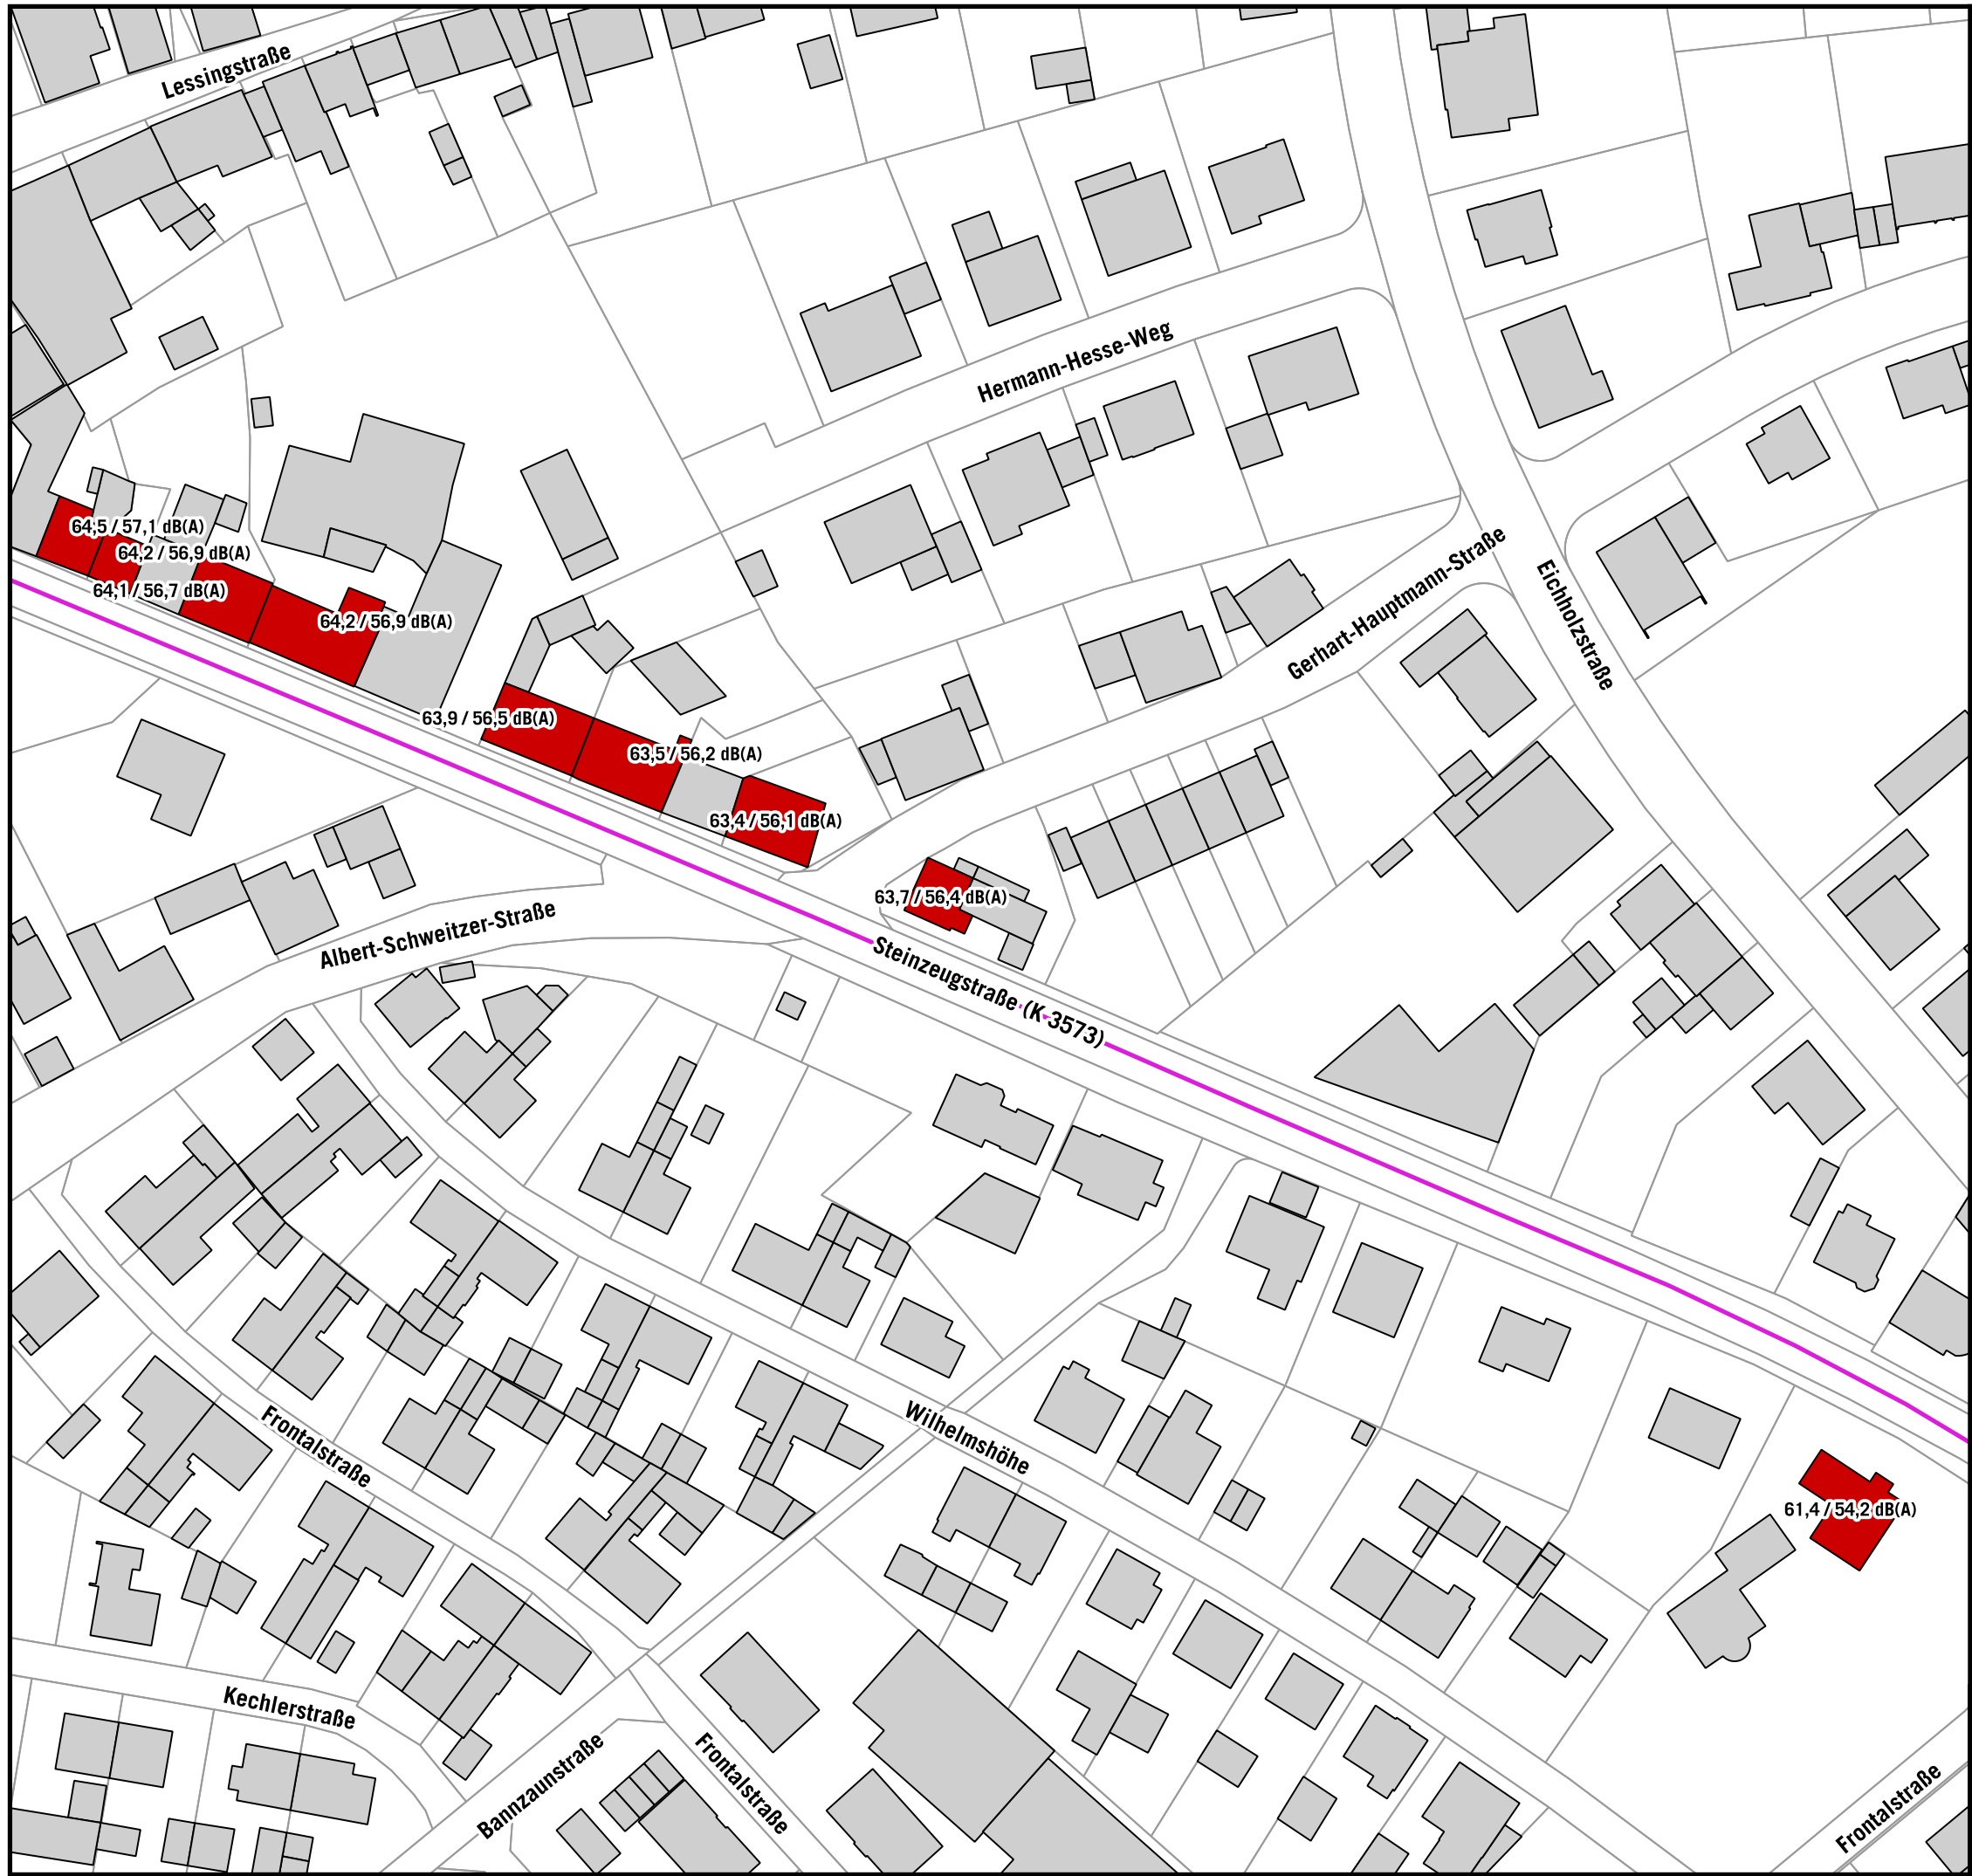 Lessingstraße
Hermann-Hesse-Weg
64,5 / 57,1 dB(A)
64,2 / 56,9 dB(A)
64,1 / 56,7 dB(A)
64,2 / 56,9 dB(A)
Gerhart-Hauptmann-Straße
Eichholzstraße
63,9 / 56,5 dB(A)
63,5 / 56,2 dB(A)
63,4 / 56,1 dB(A)
63,7 / 56,4 dB(A)
Albert-Schweitzer-Straße
Steinzeugstraße (K 3573)
Frontalstraße
Wilhelmshöhe
61,4 / 54,2 dB(A)
Kechlerstraße
Bannzaunstraße
Frontalstraße
Frontalstraße